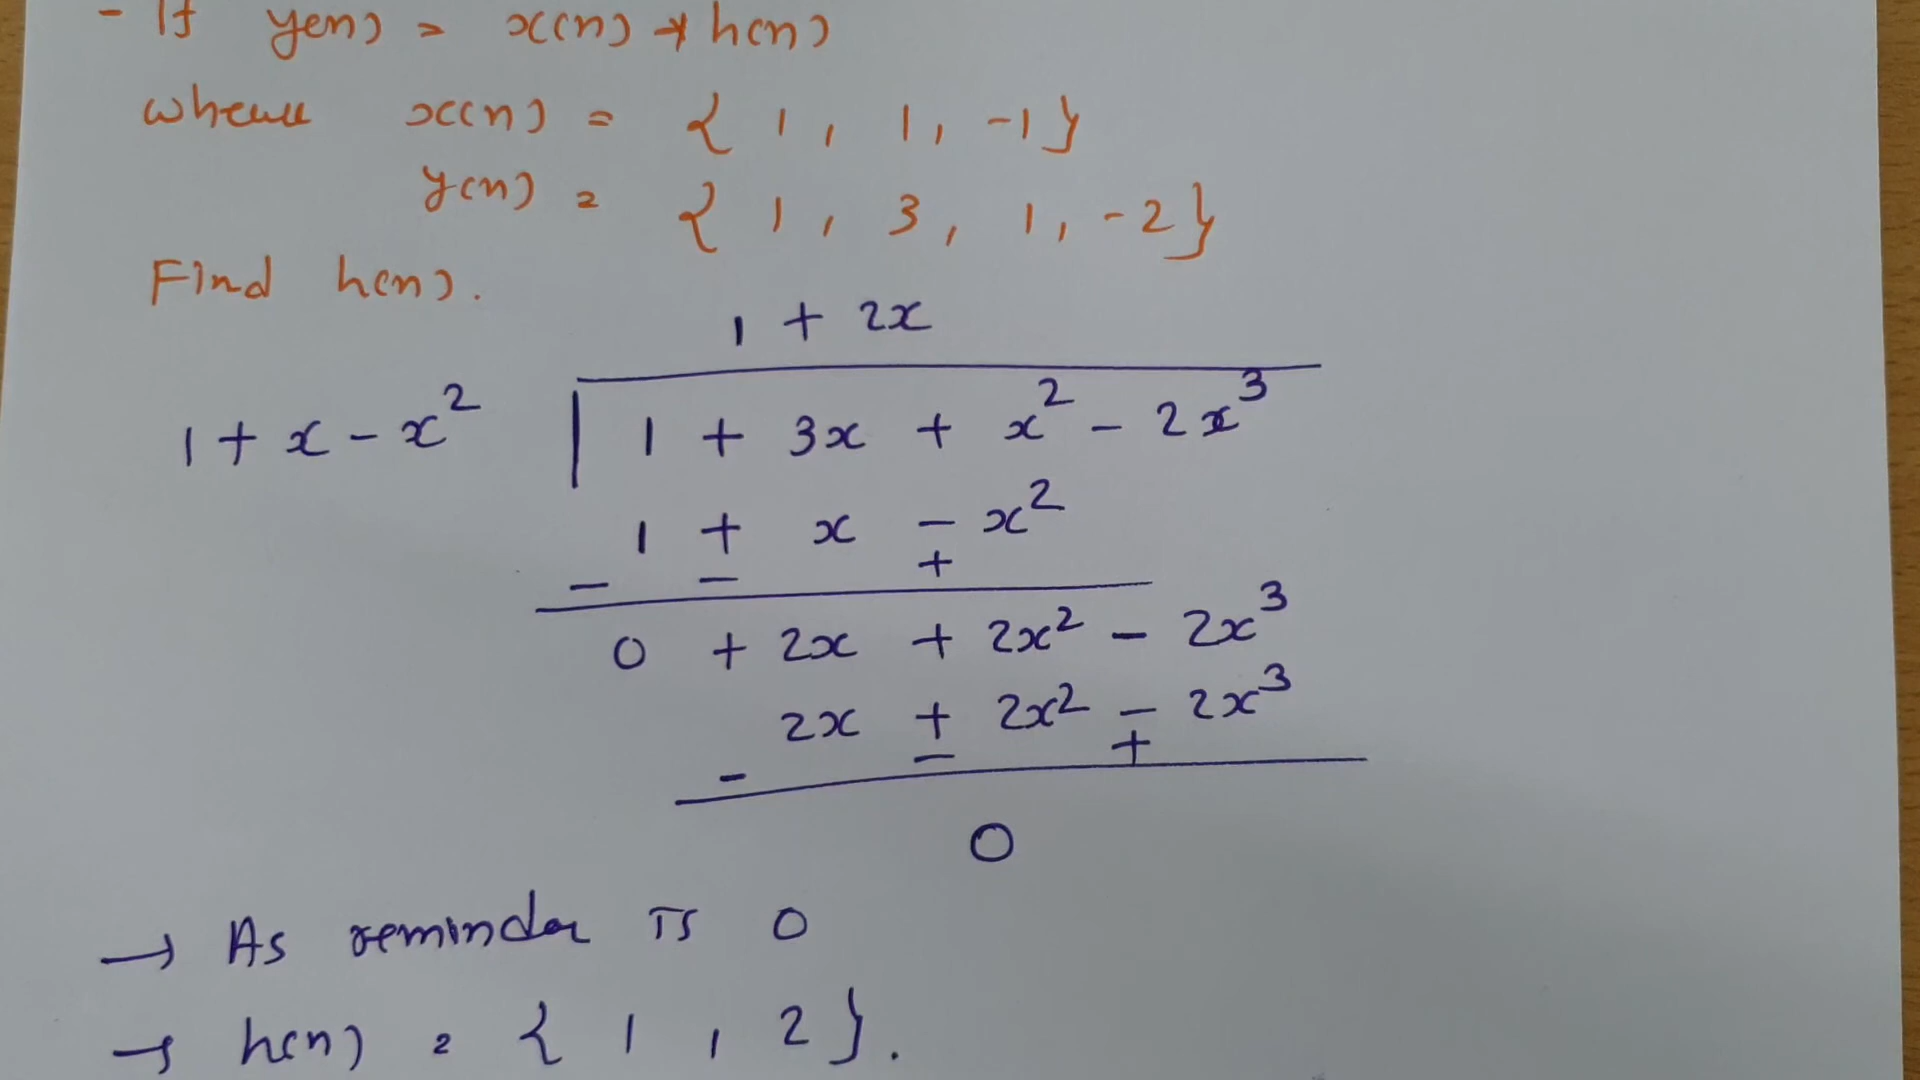 - If y(n) = x(n) * h(n)
where x(n) = { 1, 1, -1}
y(n) = { 1, 3, 1, -2}
Find h(n).
1 + 2x
1 + x - x² | 1 + 3x + x² - 2x³
1 + x - x²
- - +
0 + 2x + 2x² - 2x³
2x + 2x² - 2x³
- - +
0
→ As reminder is 0
→ h(n) = { 1, 2}.